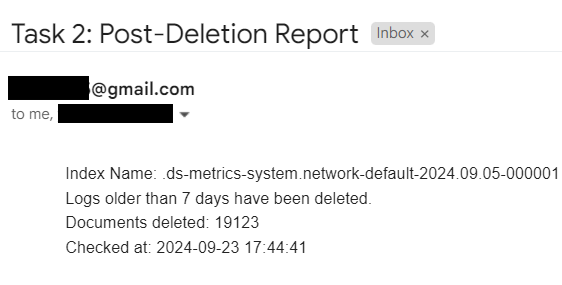 Task 2: Post-Deletion Report Inbox ×
@gmail.com
to me,
Index Name: .ds-metrics-system.network-default-2024.09.05-000001
Logs older than 7 days have been deleted.
Documents deleted: 19123
Checked at: 2024-09-23 17:44:41